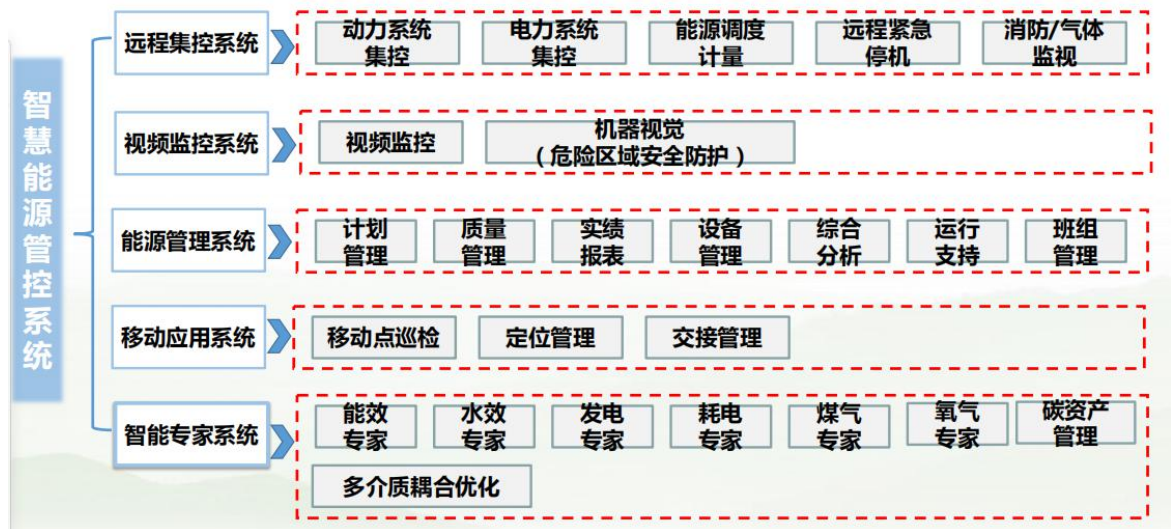 智慧能源管控系统
远程集控系统
动力系统
集控
电力系统
集控
能源调度
计量
远程紧急
停机
消防/气体
监视
视频监控系统
视频监控
机器视觉
(危险区域安全防护)
能源管理系统
计划
管理
质量
管理
实绩
报表
设备
管理
综合
分析
运行
支持
班组
管理
移动应用系统
移动点巡检
定位管理
交接管理
智能专家系统
能效
专家
水效
专家
发电
专家
耗电
专家
煤气
专家
氧气
专家
碳资产
管理
多介质耦合优化